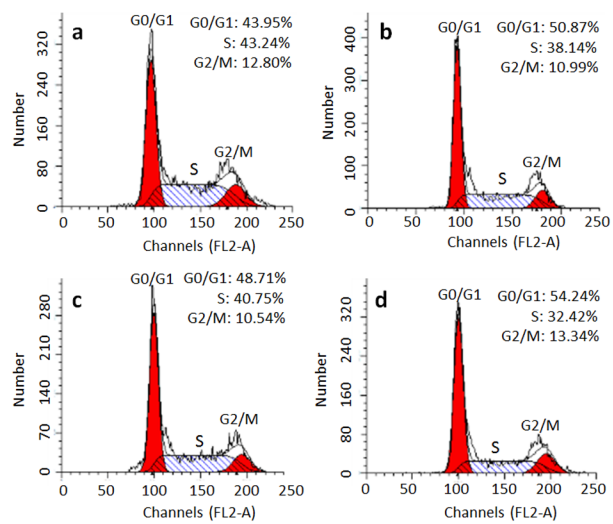 a
G0/G1
G0/G1: 43.95%
S: 43.24%
G2/M: 12.80%
S
G2/M
Number
0 80 160 240 320
0 50 100 150 200 250
Channels (FL2-A)
b
G0/G1
G0/G1: 50.87%
S: 38.14%
G2/M: 10.99%
S
G2/M
Number
0 100 200 300 400
0 50 100 150 200 250
Channels (FL2-A)
c
G0/G1
G0/G1: 48.71%
S: 40.75%
G2/M: 10.54%
S
G2/M
Number
0 70 140 210 280
0 50 100 150 200 250
Channels (FL2-A)
d
G0/G1
G0/G1: 54.24%
S: 32.42%
G2/M: 13.34%
S
G2/M
Number
0 80 160 240 320
0 50 100 150 200 250
Channels (FL2-A)